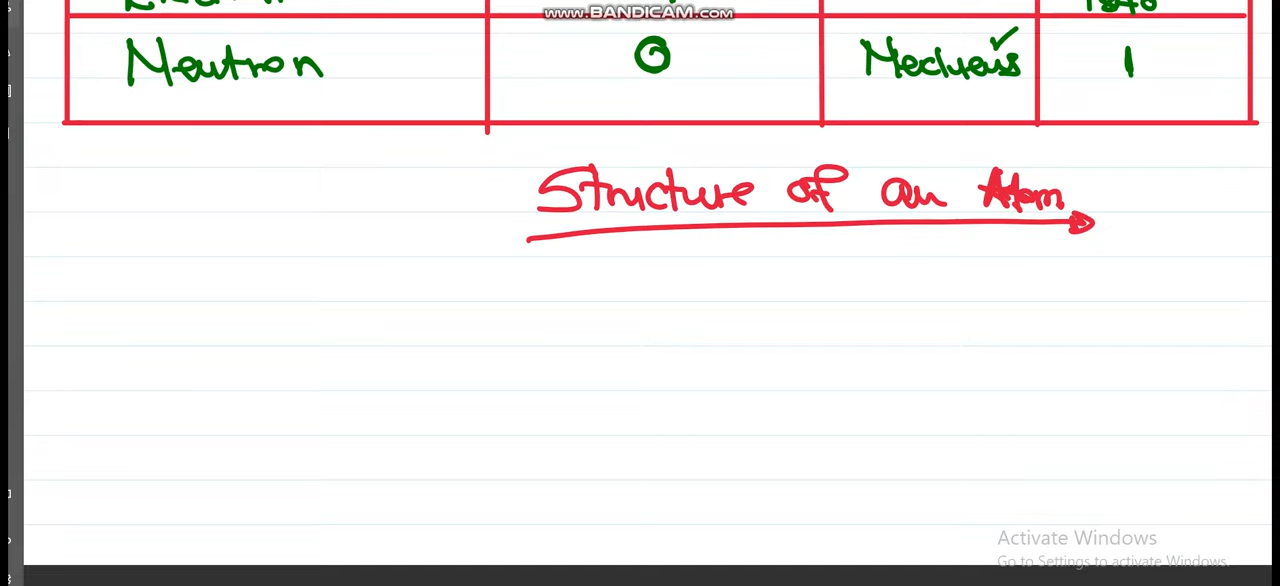 www.BANDICAM.com
1840
Neutron 0 Nucleus 1
Structure of an Atom
Activate Windows
Go to Settings to activate Windows.